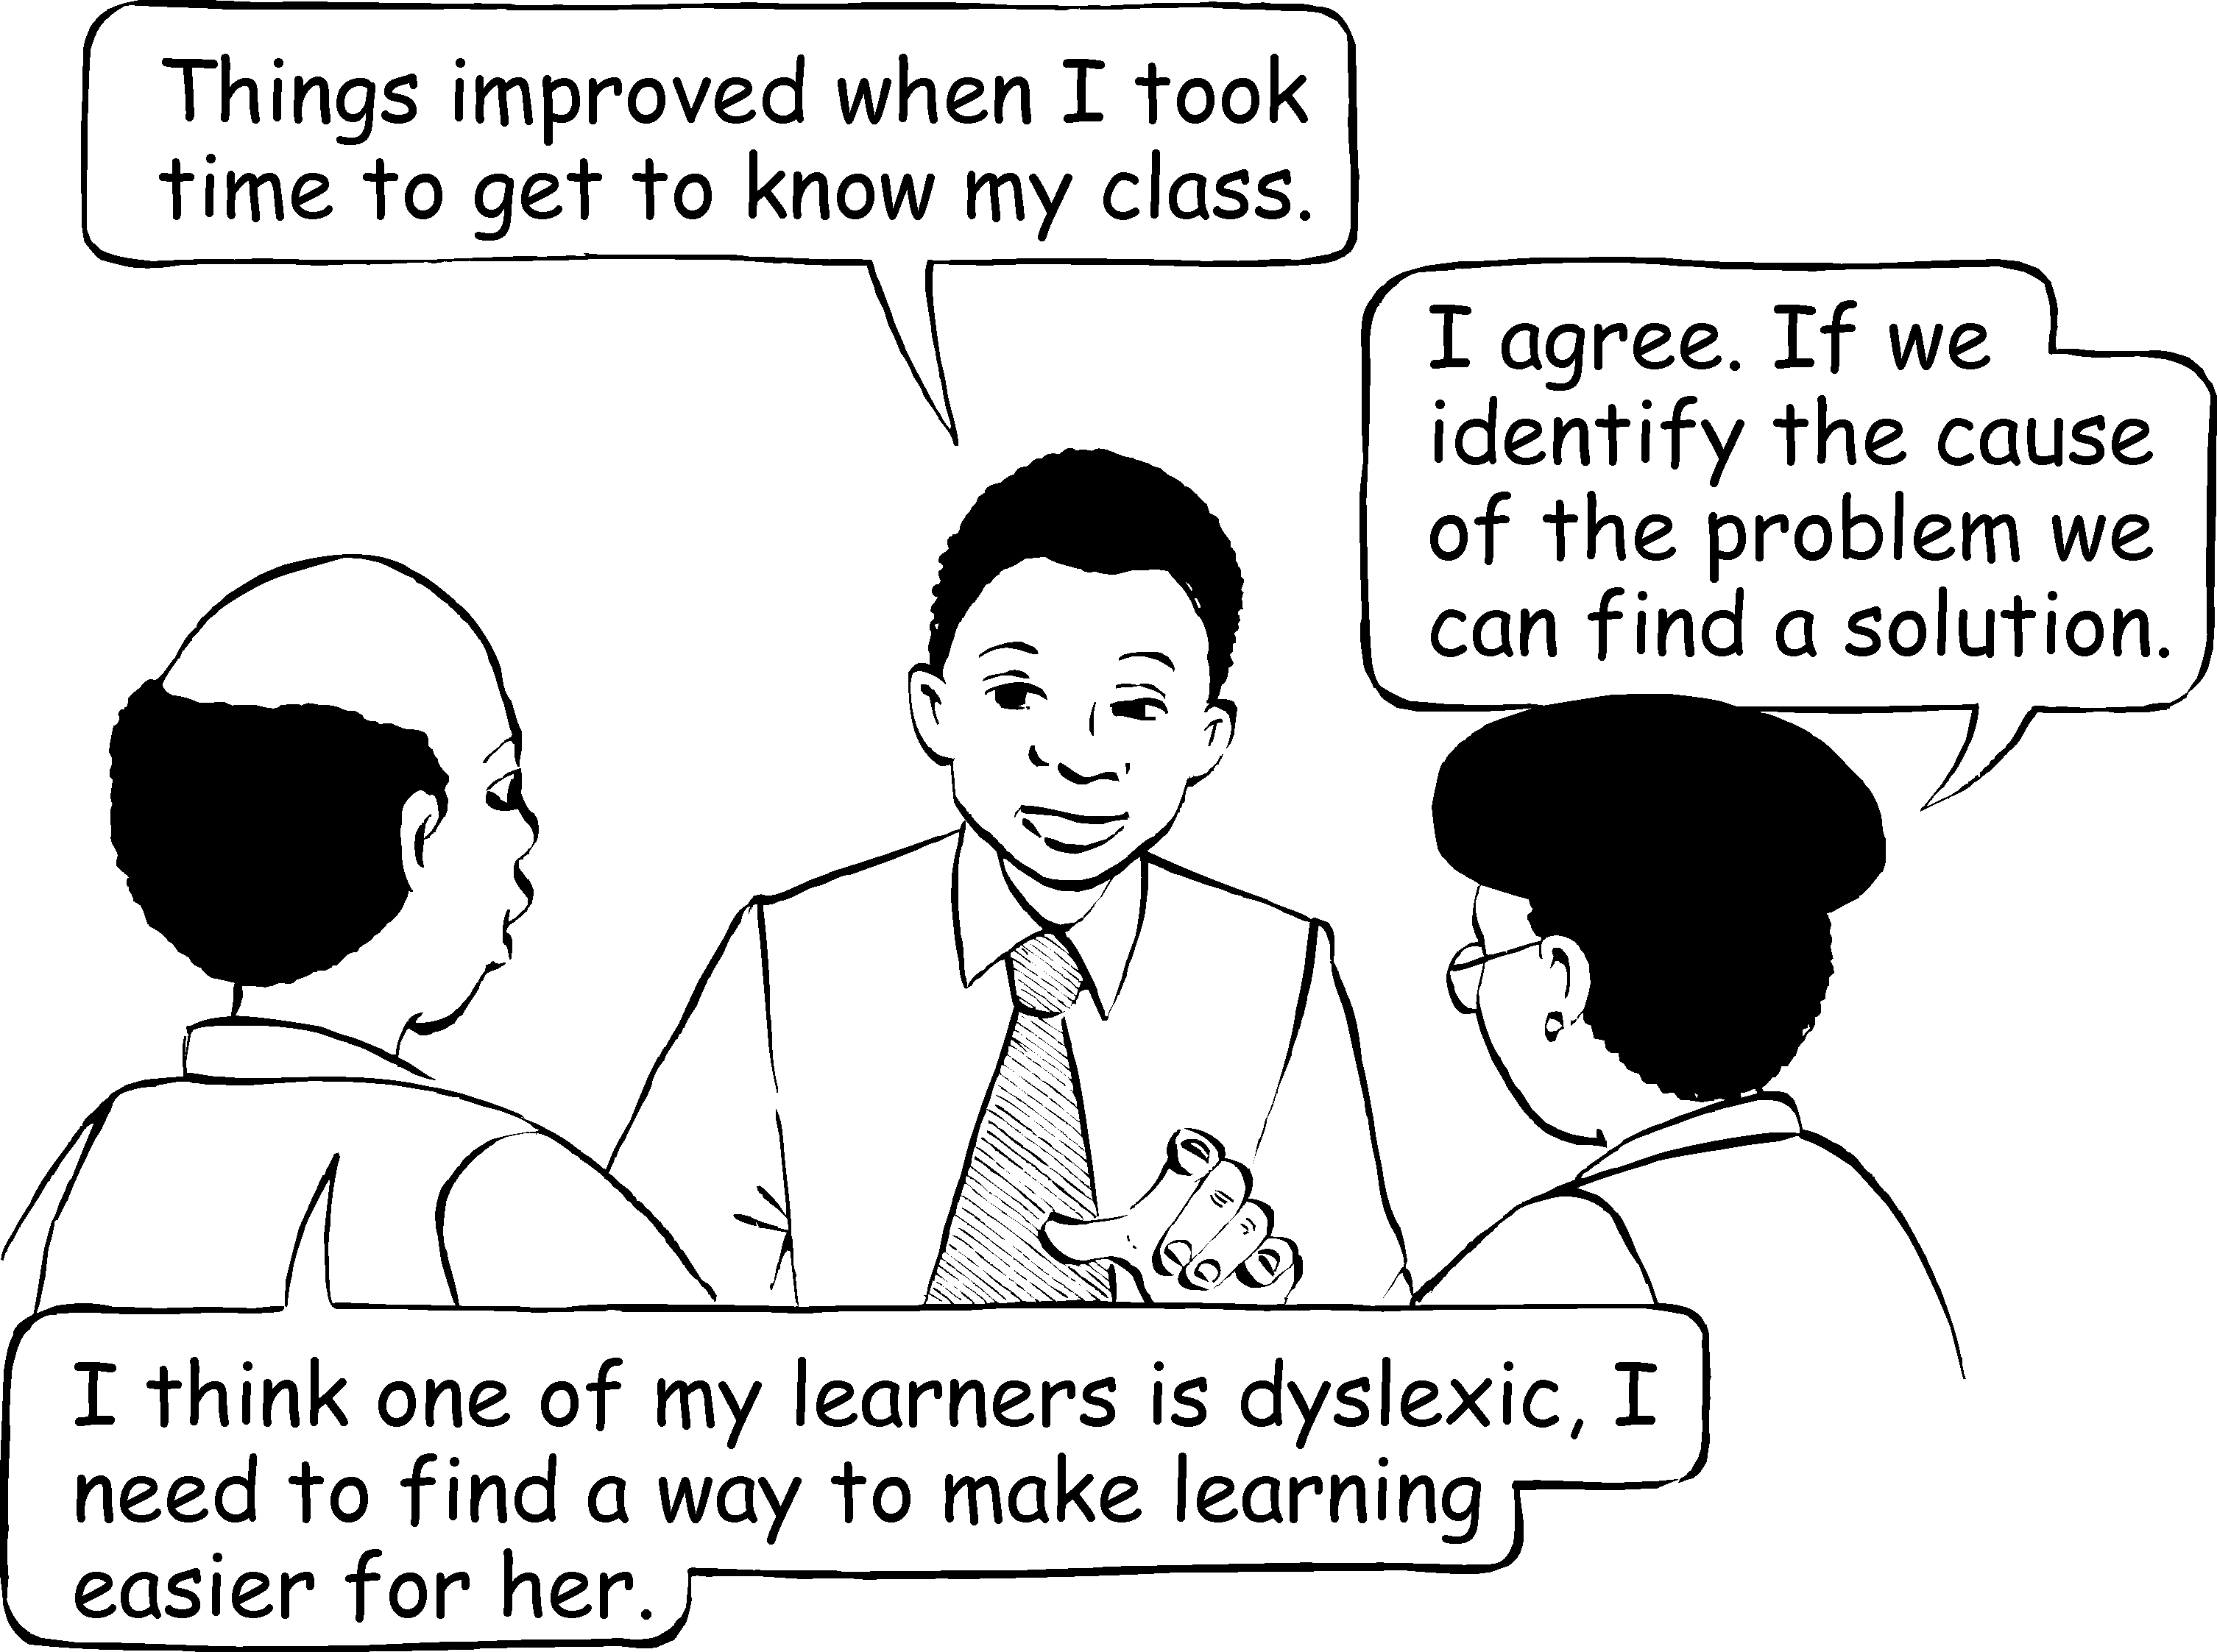 Things improved when I took
time to get to know my class.
I agree. If we
identify the cause
of the problem we
can find a solution.
I think one of my learners is dyslexic, I
need to find a way to make learning
easier for her.